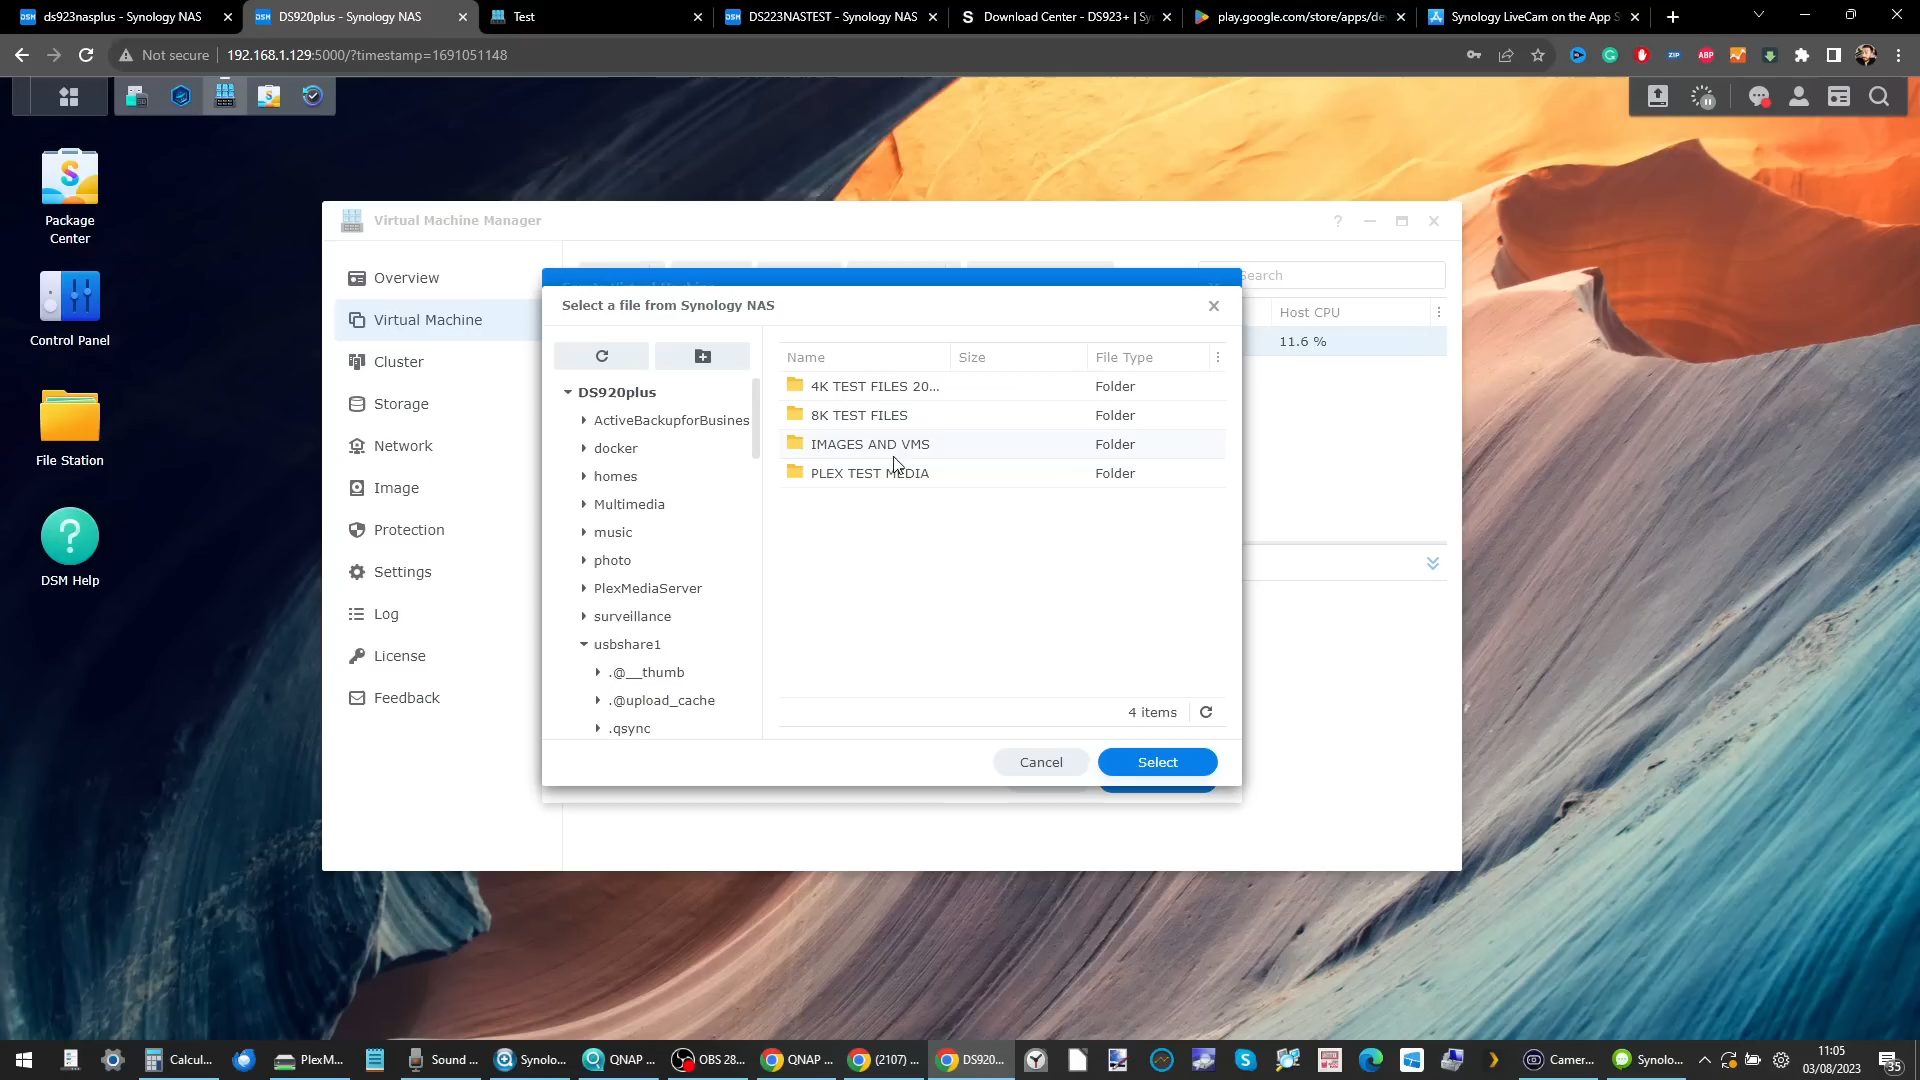 ds923nasplus - Synology NAS
DS920plus - Synology NAS
Test
DS223NASTEST - Synology NAS
Download Center - DS923+ | Sy
play.google.com/store/apps/de
Synology LiveCam on the App S
Not secure
192.168.1.129:5000/?timestamp=1691051148
ZIP
ABP
Package
Center
Control Panel
File Station
DSM Help
Virtual Machine Manager
Overview
Virtual Machine
Cluster
Storage
Network
Image
Protection
Settings
Log
License
Feedback
Search
Host CPU
11.6 %
Select a file from Synology NAS
DS920plus
ActiveBackupforBusines
docker
homes
Multimedia
music
photo
PlexMediaServer
surveillance
usbshare1
.@__thumb
.@upload_cache
.qsync
Name Size File Type
4K TEST FILES 20... Folder
8K TEST FILES Folder
IMAGES AND VMS Folder
PLEX TEST MEDIA Folder
4 items
Cancel
Select
Calcul...
PlexM...
Sound ...
Synolo...
QNAP ...
OBS 28...
QNAP ...
(2107) ...
DS920...
Camer...
Synolo...
11:05
03/08/2023
35